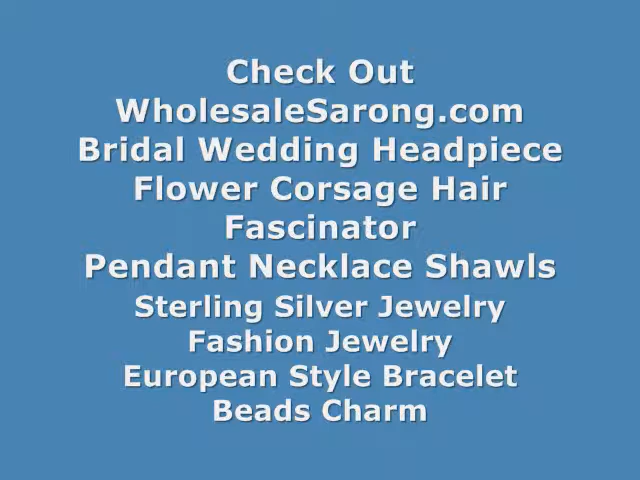 Check Out
WholesaleSarong.com
Bridal Wedding Headpiece
Flower Corsage Hair
Fascinator
Pendant Necklace Shawls
Sterling Silver Jewelry
Fashion Jewelry
European Style Bracelet
Beads Charm